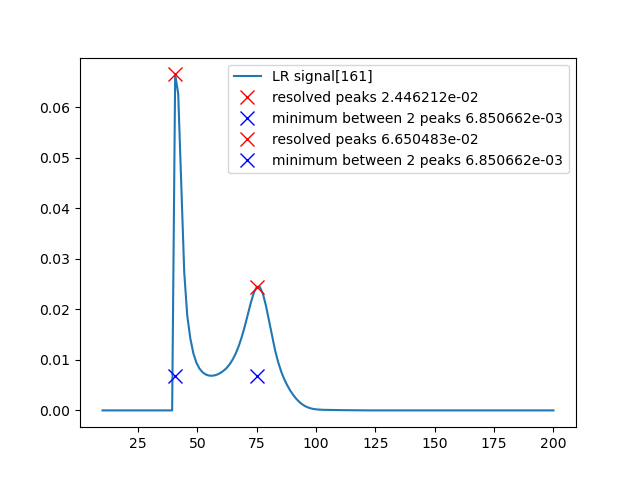 LR signal[161]
resolved peaks 2.446212e-02
minimum between 2 peaks 6.850662e-03
resolved peaks 6.650483e-02
minimum between 2 peaks 6.850662e-03
0.06
0.05
0.04
0.03
0.02
0.01
0.00
25 50 75 100 125 150 175 200